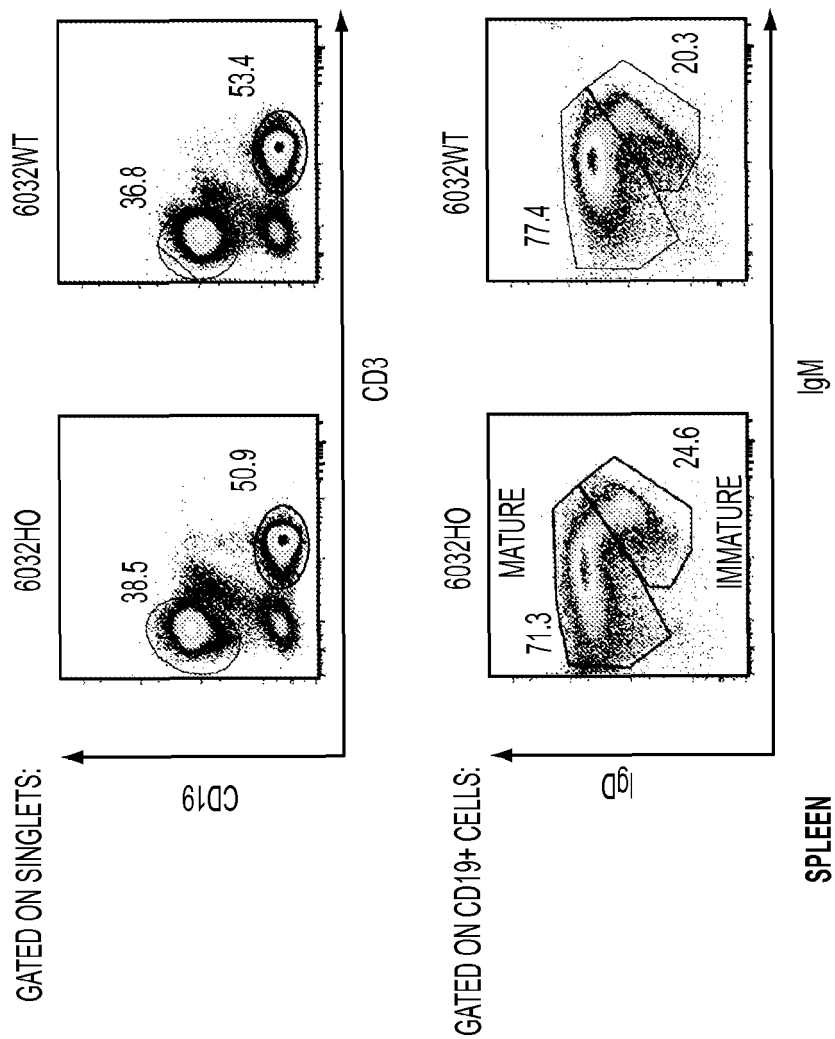 GATED ON SINGLETS:
6032HO
6032WT
38.5
50.9
36.8
53.4
CD19
CD3
GATED ON CD19+ CELLS:
6032HO
6032WT
71.3
MATURE
24.6
IMMATURE
77.4
20.3
IgD
IgM
SPLEEN